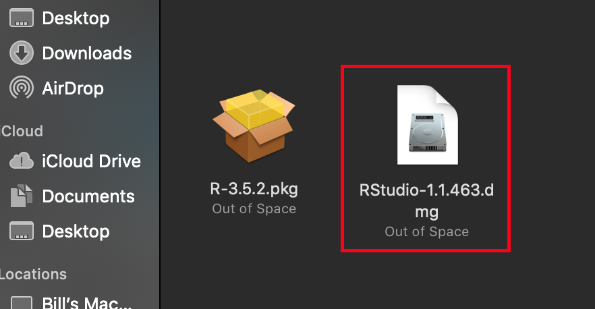 Desktop
Downloads
AirDrop
iCloud
iCloud Drive
Documents
Desktop
Locations
Bill's Mac...
R-3.5.2.pkg
Out of Space
RStudio-1.1.463.d
mg
Out of Space